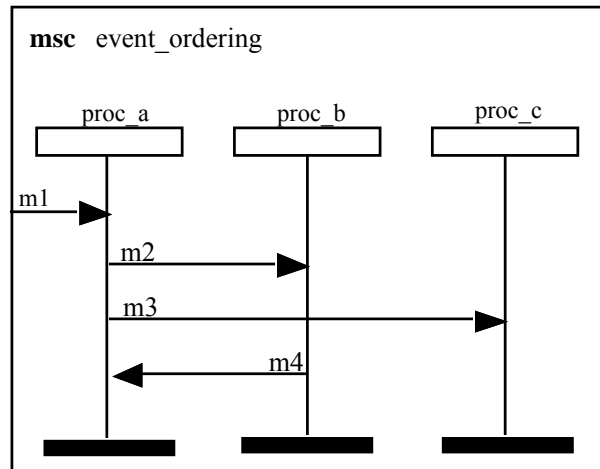 msc event_ordering
proc_a proc_b proc_c
m1
m2
m3
m4